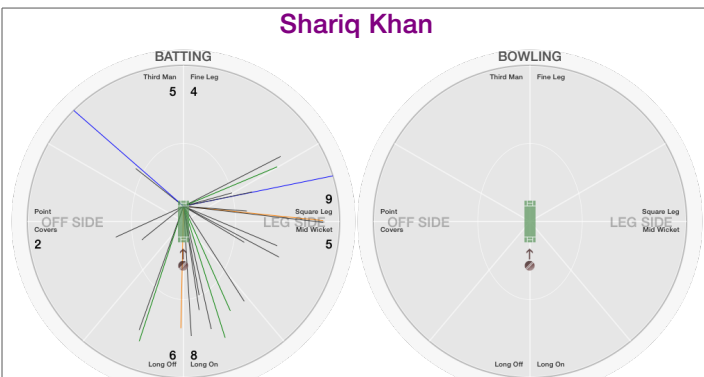 Shariq Khan
BATTING
Third Man Fine Leg
5 4
9
Point Square Leg
OFF SIDE LEG SIDE
Covers Mid Wicket
2 5
6 8
Long Off Long On
BOWLING
Third Man Fine Leg
Point Square Leg
OFF SIDE LEG SIDE
Covers Mid Wicket
Long Off Long On